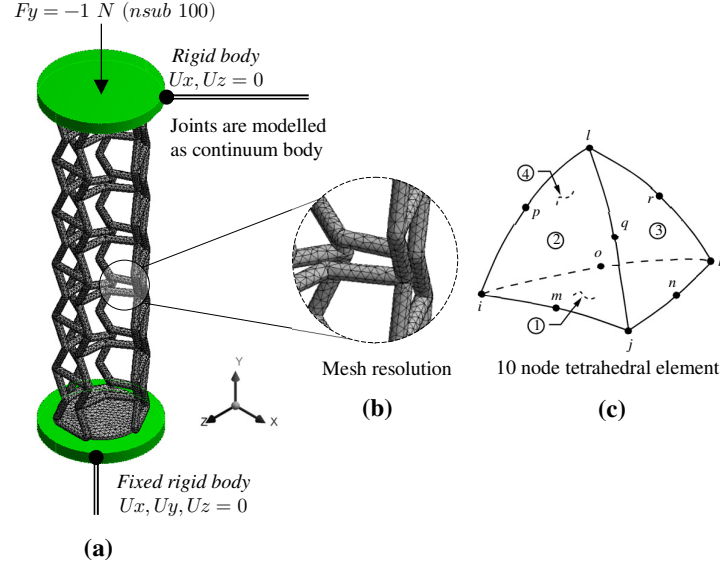 Fy = −1 N (nsub 100)
Rigid body
Ux, Uz = 0
Joints are modelled
as continuum body
Mesh resolution
(b)
Y
Z
X
Fixed rigid body
Ux, Uy, Uz = 0
(a)
l
4
p
r
q
2
3
o
i
m
n
1
j
10 node tetrahedral element
(c)